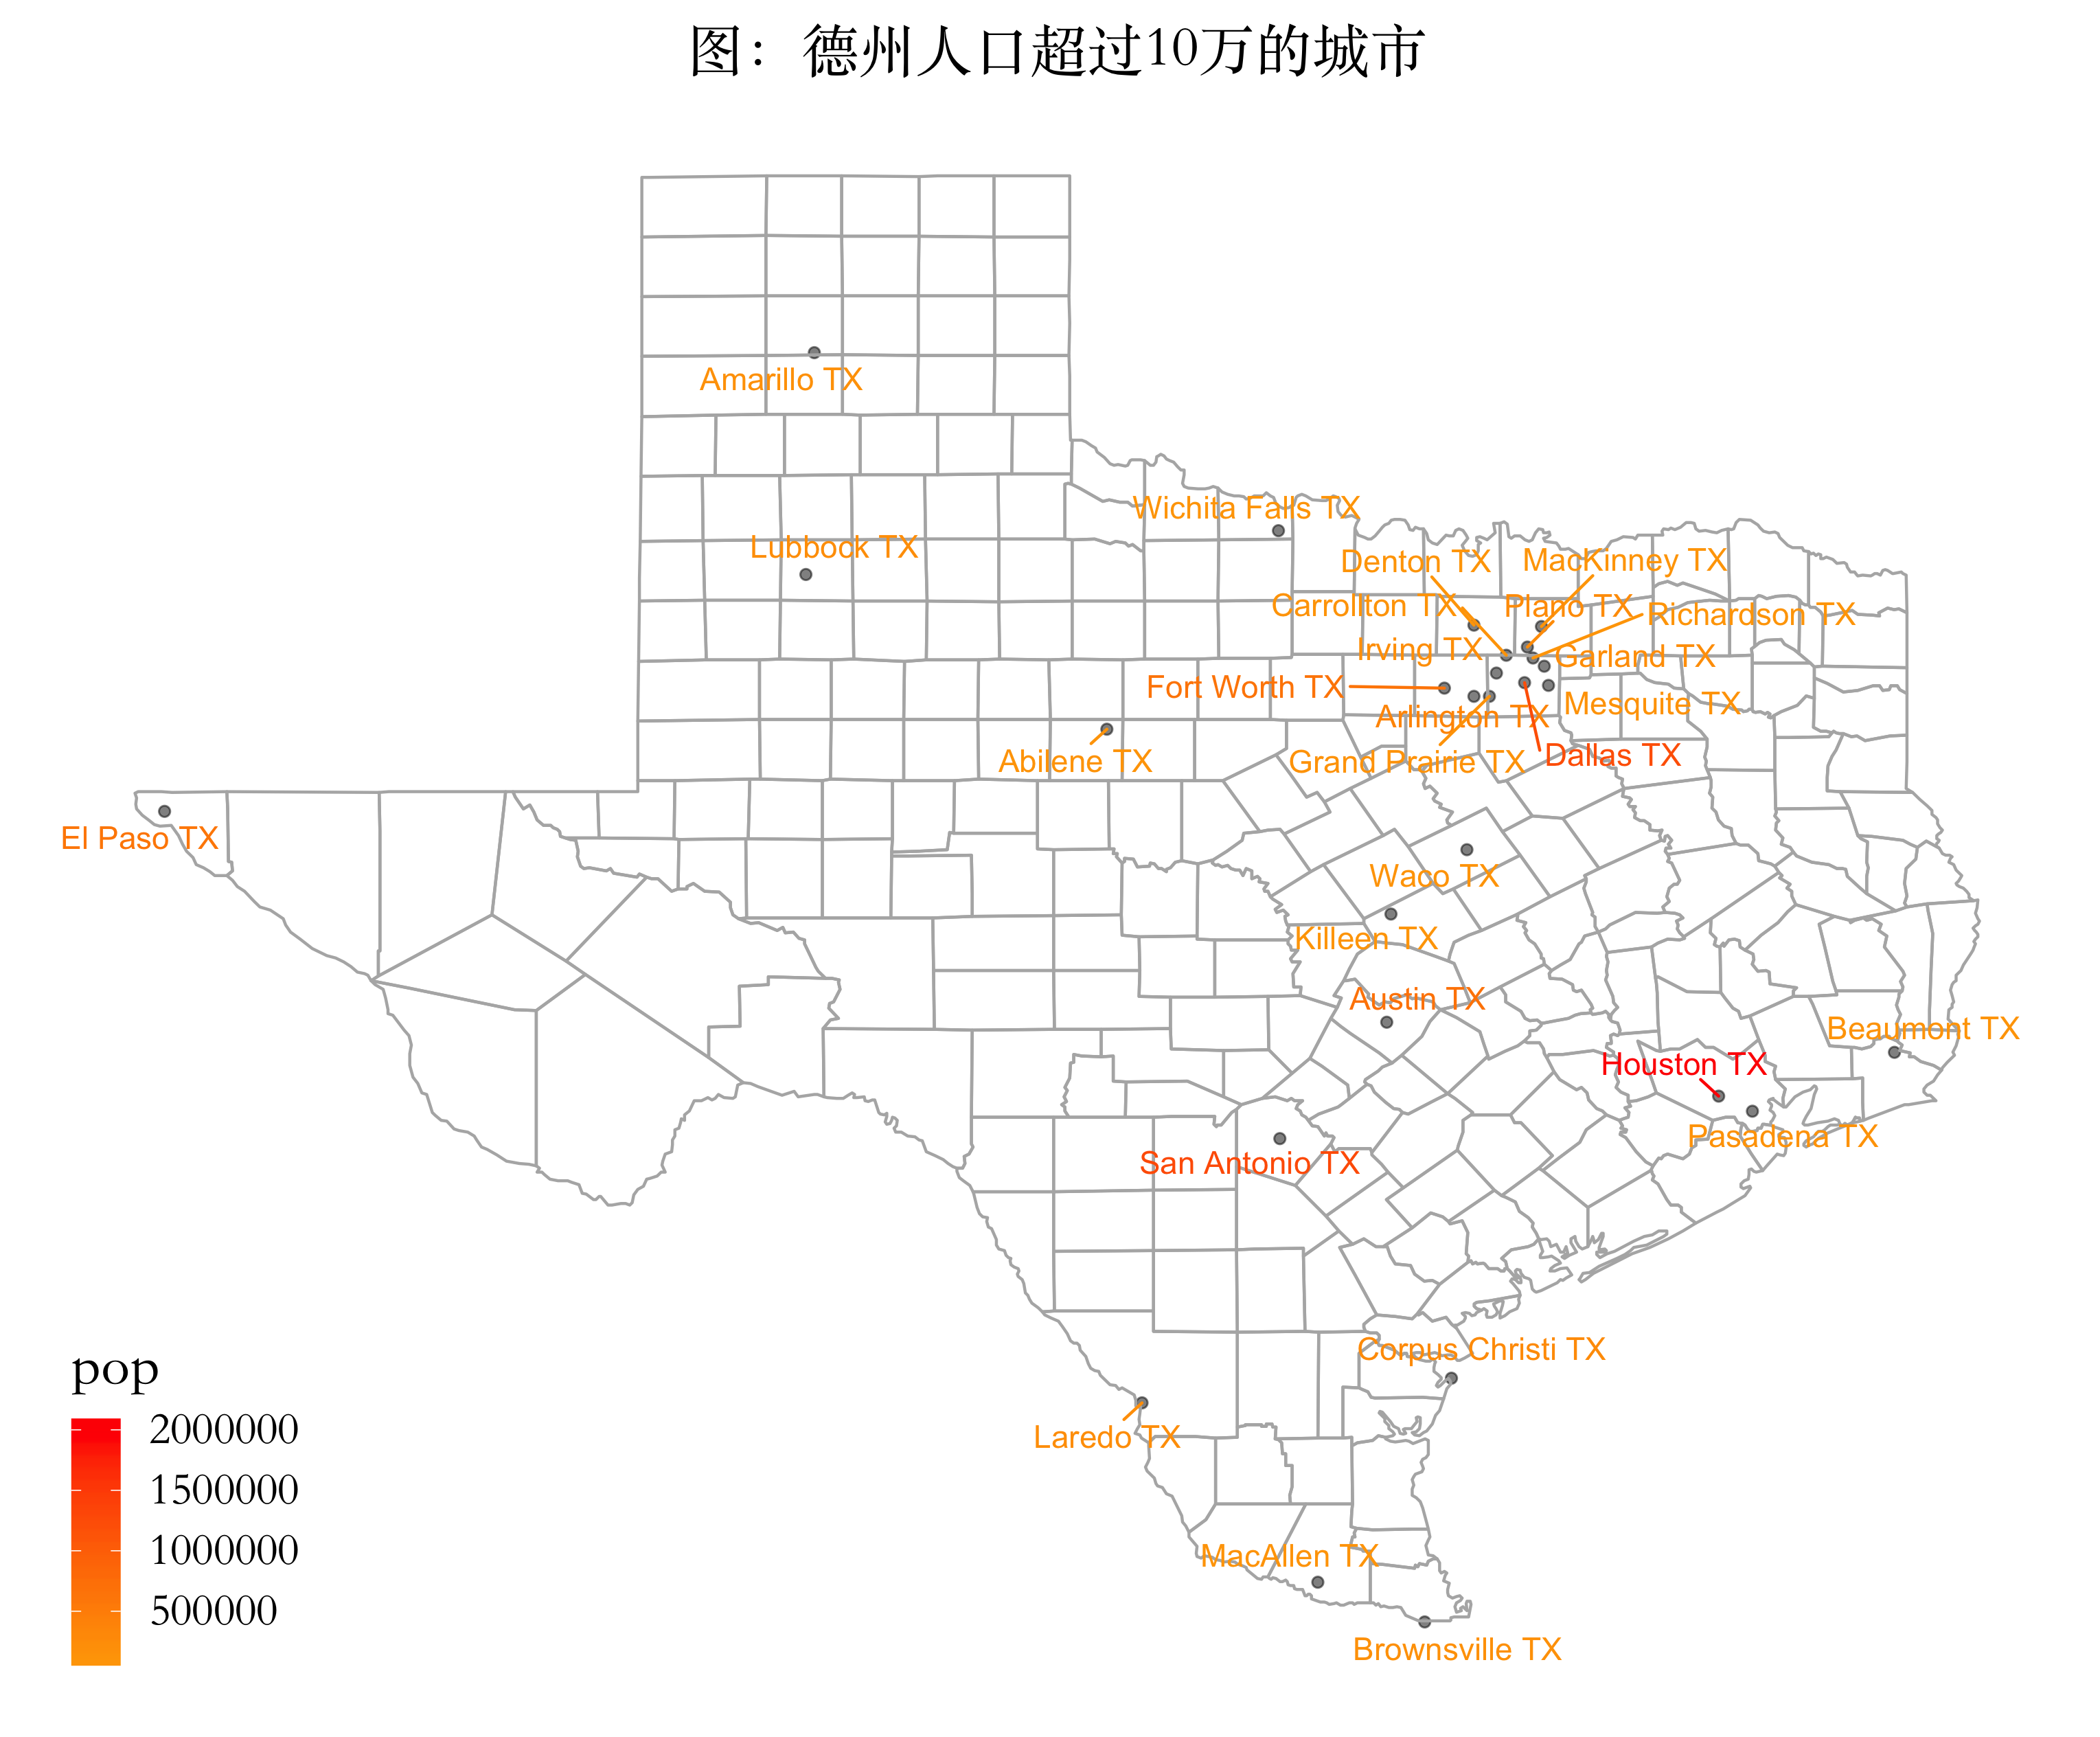 图：德州人口超过10万的城市
Amarillo TX
Wichita Falls TX
Lubbock TX
Denton TX
MacKinney TX
Carrollton TX
Plano TX
Richardson TX
Irving TX
Garland TX
Fort Worth TX
Mesquite TX
Arlington TX
Abilene TX
Grand Prairie TX
Dallas TX
El Paso TX
Waco TX
Killeen TX
Austin TX
Beaumont TX
Houston TX
Pasadena TX
San Antonio TX
Corpus Christi TX
Laredo TX
MacAllen TX
Brownsville TX
pop
2000000
1500000
1000000
500000